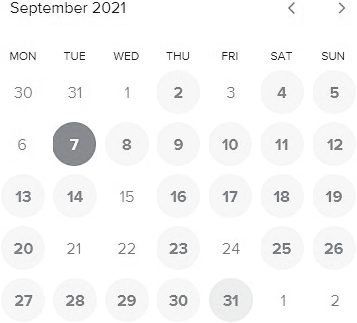 September 2021
MON TUE WED THU FRI SAT SUN
30 31 1 2 3 4 5
6 7 8 9 10 11 12
13 14 15 16 17 18 19
20 21 22 23 24 25 26
27 28 29 30 31 1 2